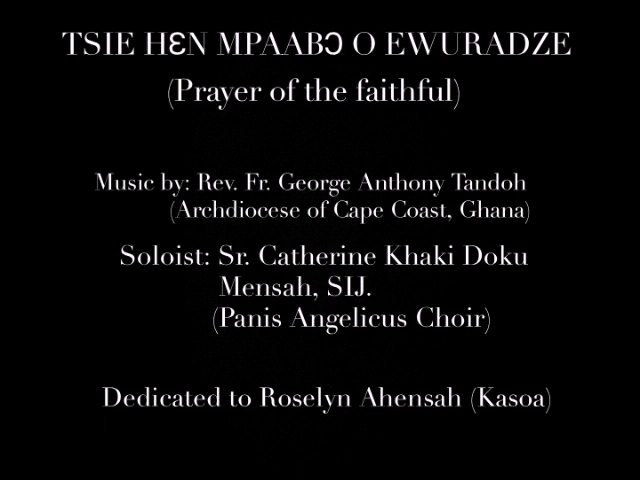 TSIE HƐN MPAABƆ O EWURADZE
(Prayer of the faithful)
Music by: Rev. Fr. George Anthony Tandoh
(Archdiocese of Cape Coast, Ghana)
Soloist: Sr. Catherine Khaki Doku
Mensah, SIJ.
(Panis Angelicus Choir)
Dedicated to Roselyn Ahensah (Kasoa)